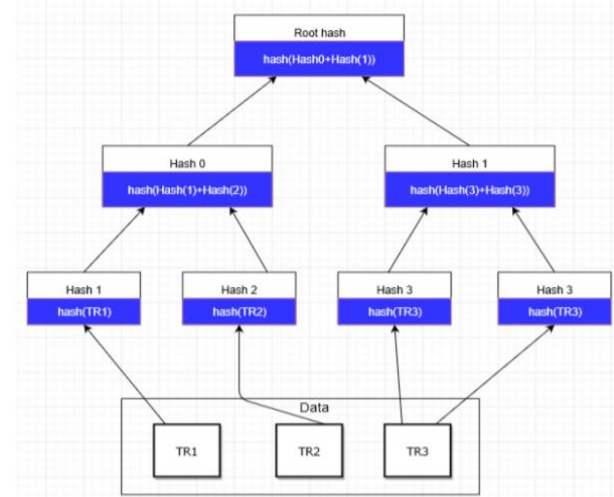 Root hash
hash(Hash0+Hash(1))
Hash 0
Hash 1
hash(Hash(1)+Hash(2))
hash(Hash(3)+Hash(3))
Hash 1
Hash 2
Hash 3
Hash 3
hash(TR1)
hash(TR2)
hash(TR3)
hash(TR3)
Data
TR1
TR2
TR3